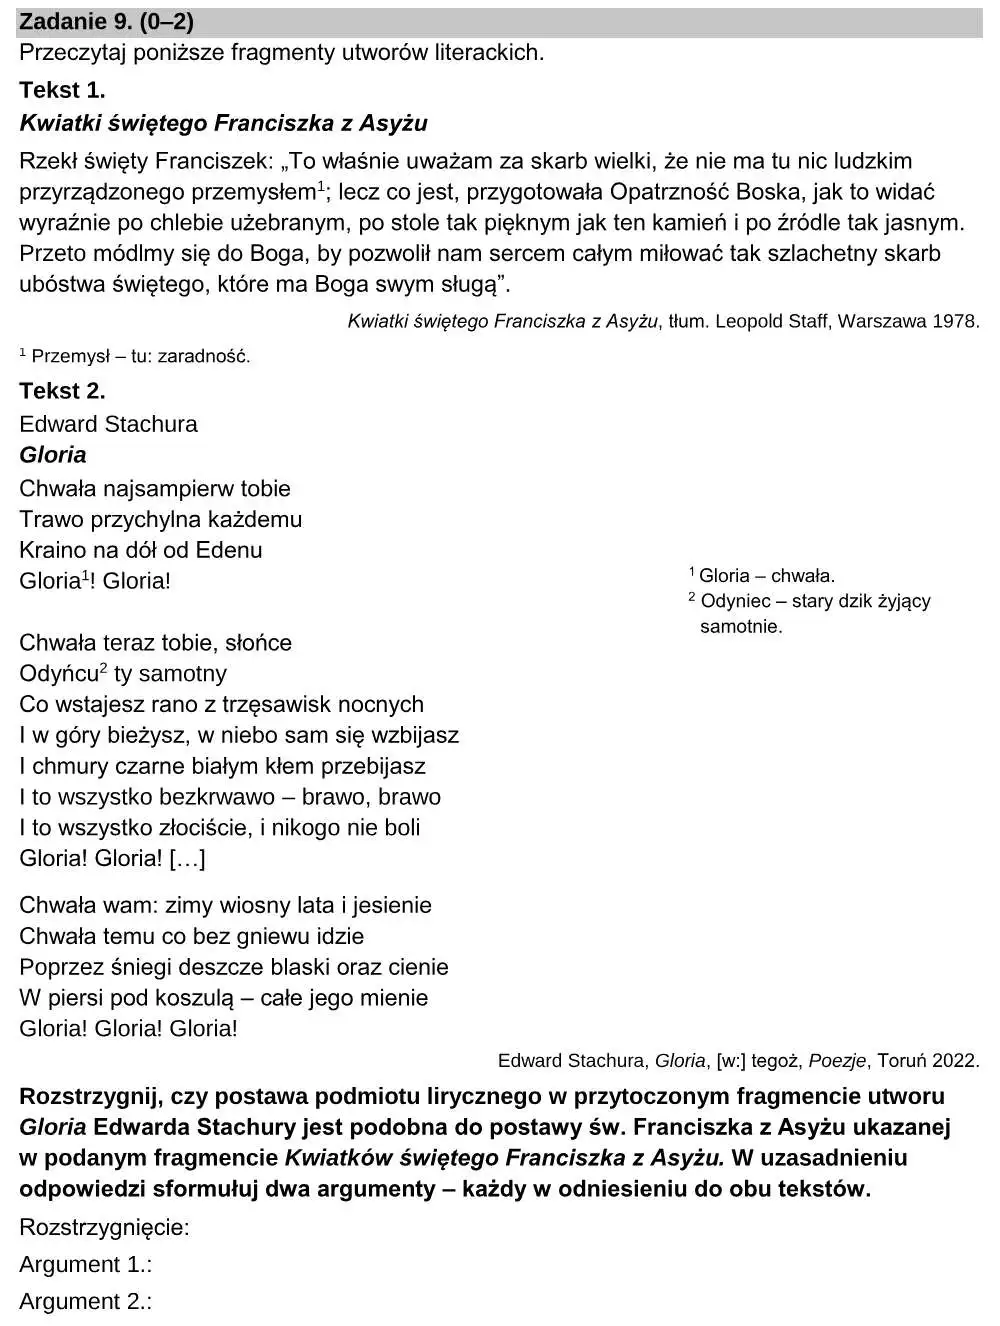 Zadanie 9. (0–2)
Przeczytaj poniższe fragmenty utworów literackich.
Tekst 1.
Kwiatki świętego Franciszka z Asyżu
Rzekł święty Franciszek: „To właśnie uważam za skarb wielki, że nie ma tu nic ludzkim
przyrządzonego przemysłem¹; lecz co jest, przygotowała Opatrzność Boska, jak to widać
wyraźnie po chlebie użebranym, po stole tak pięknym jak ten kamień i po źródle tak jasnym.
Przeto módlmy się do Boga, by pozwolił nam sercem całym miłować tak szlachetny skarb
ubóstwa świętego, które ma Boga swym sługą”.
Kwiatki świętego Franciszka z Asyżu, tłum. Leopold Staff, Warszawa 1978.
¹ Przemysł – tu: zaradność.
Tekst 2.
Edward Stachura
Gloria
Chwała najsampierw tobie
Trawo przychylna każdemu
Kraino na dół od Edenu
Gloria¹! Gloria!
¹ Gloria – chwała.
² Odyniec – stary dzik żyjący
samotnie.
Chwała teraz tobie, słońce
Odyńcu² ty samotny
Co wstajesz rano z trzęsawisk nocnych
I w góry bieżysz, w niebo sam się wzbijasz
I chmury czarne białym kłem przebijasz
I to wszystko bezkrwawo – brawo, brawo
I to wszystko złociście, i nikogo nie boli
Gloria! Gloria! […]
Chwała wam: zimy wiosny lata i jesienie
Chwała temu co bez gniewu idzie
Poprzez śniegi deszcze blaski oraz cienie
W piersi pod koszulą – całe jego mienie
Gloria! Gloria! Gloria!
Edward Stachura, Gloria, [w:] tegoż, Poezje, Toruń 2022.
Rozstrzygnij, czy postawa podmiotu lirycznego w przytoczonym fragmencie utworu
Gloria Edwarda Stachury jest podobna do postawy św. Franciszka z Asyżu ukazanej
w podanym fragmencie Kwiatków świętego Franciszka z Asyżu. W uzasadnieniu
odpowiedzi sformułuj dwa argumenty – każdy w odniesieniu do obu tekstów.
Rozstrzygnięcie:
Argument 1.:
Argument 2.: